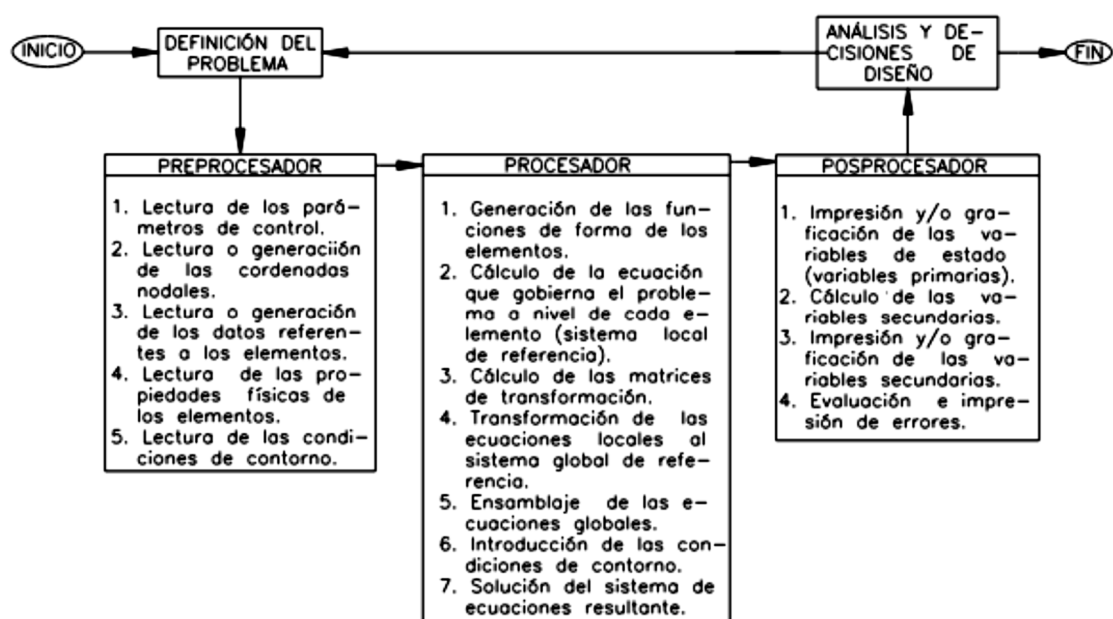 INICIO
DEFINICIÓN DEL
PROBLEMA
ANÁLISIS Y DE-
CISIONES DE
DISEÑO
FIN
PREPROCESADOR
1. Lectura de los pará-
metros de control.
2. Lectura o generaciión
de las cordenadas
nodales.
3. Lectura o generación
de los datos referen-
tes a los elementos.
4. Lectura de las pro-
piedades físicas de
los elementos.
5. Lectura de las condi-
ciones de contorno.
PROCESADOR
1. Generación de las fun-
ciones de forma de los
elementos.
2. Cálculo de la ecuación
que gobierna el proble-
ma a nivel de cada e-
lemento (sistema local
de referencia).
3. Cálculo de las matrices
de transformación.
4. Transformación de las
ecuaciones locales al
sistema global de refe-
rencia.
5. Ensamblaje de las e-
cuaciones globales.
6. Introducción de las con-
diciones de contorno.
7. Solución del sistema de
ecuaciones resultante.
POSPROCESADOR
1. Impresión y/o gra-
ficación de las va-
riables de estado
(variables primarias).
2. Cálculo de las va-
riables secundarias.
3. Impresión y/o gra-
ficación de las va-
riables secundarias.
4. Evaluación e impre-
sión de errores.